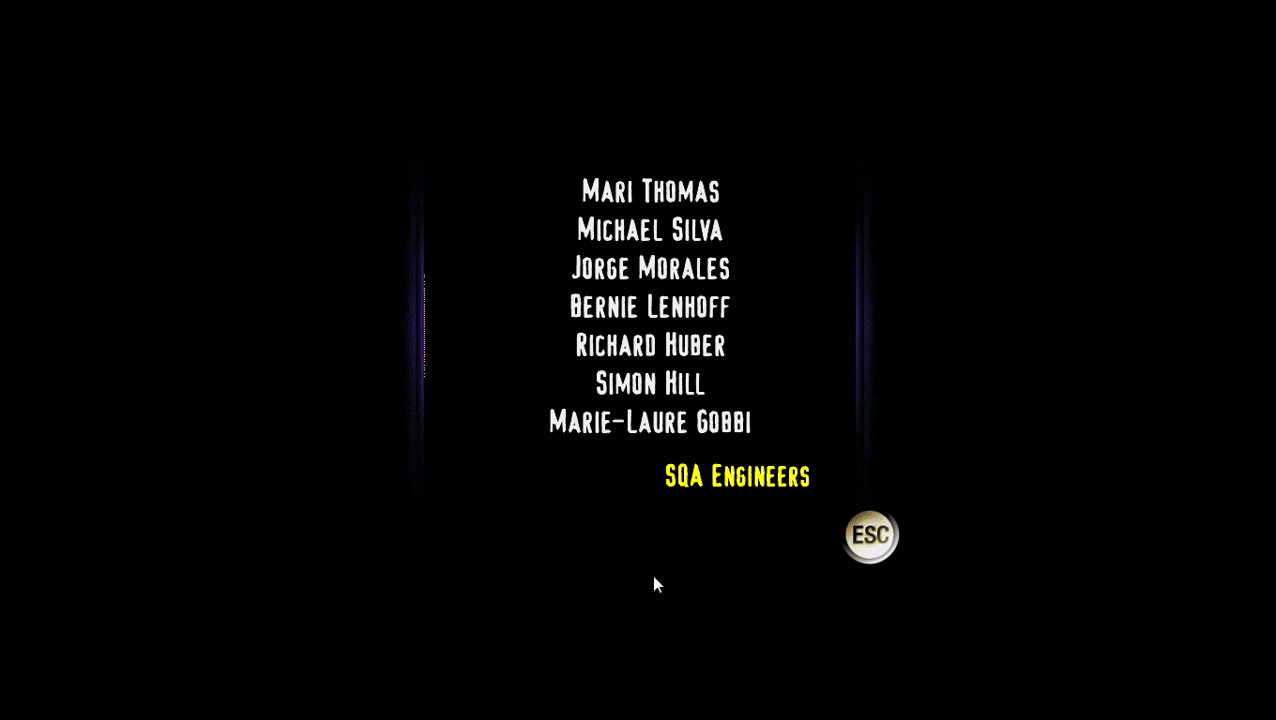 Mari Thomas
Michael Silva
Jorge Morales
Bernie Lenhoff
Richard Huber
Simon Hill
Marie-Laure Gobbi
SQA Engineers
ESC